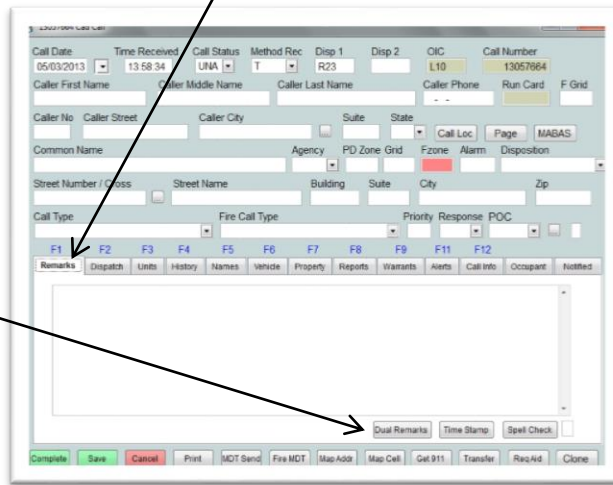 13057664 Cad Call
Call Date Time Received Call Status Method Rec Disp 1 Disp 2 OIC Call Number
05/03/2013 13:58:34 UNA T R23 L10 13057664
Caller First Name Caller Middle Name Caller Last Name Caller Phone Run Card F Grid
- -
Caller No Caller Street Caller City Suite State
... Call Loc Page MABAS
Common Name Agency PD Zone Grid Fzone Alarm Disposition
Street Number / Cross Street Name Building Suite City Zip
...
Call Type Fire Call Type Priority Response POC
...
F1 F2 F3 F4 F5 F6 F7 F8 F9 F11 F12
Remarks Dispatch Units History Names Vehicle Property Reports Warrants Alerts Call Info Occupant Notified
Dual Remarks Time Stamp Spell Check
Complete Save Cancel Print MDT Send Fire MDT Map Addr Map Cell Get 911 Transfer Req Aid Clone